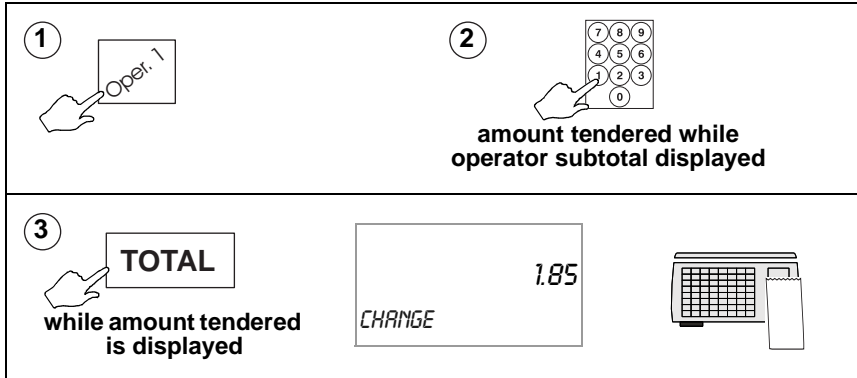 1
Oper. 1
2
7 8 9
4 5 6
1 2 3
0
amount tendered while
operator subtotal displayed
3
TOTAL
while amount tendered
is displayed
1.85
CHANGE